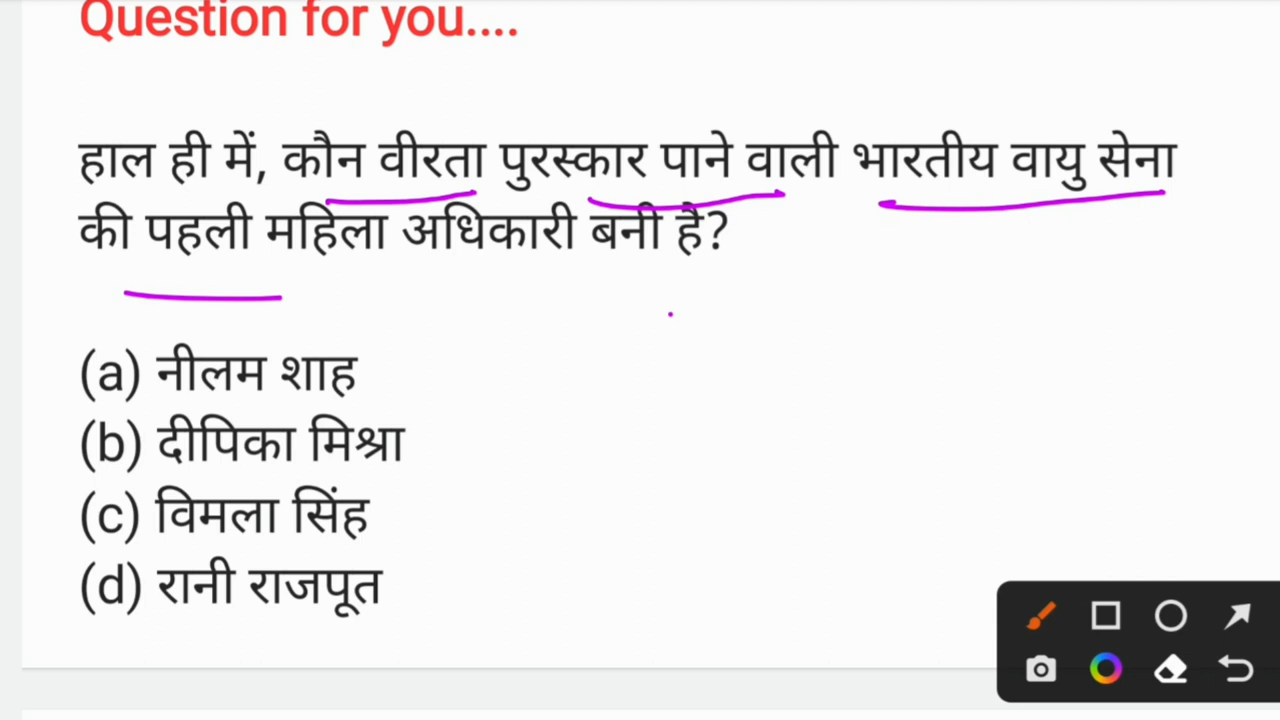 Question for you....
हाल ही में, कौन वीरता पुरस्कार पाने वाली भारतीय वायु सेना
की पहली महिला अधिकारी बनी है?
(a) नीलम शाह
(b) दीपिका मिश्रा
(c) विमला सिंह
(d) रानी राजपूत